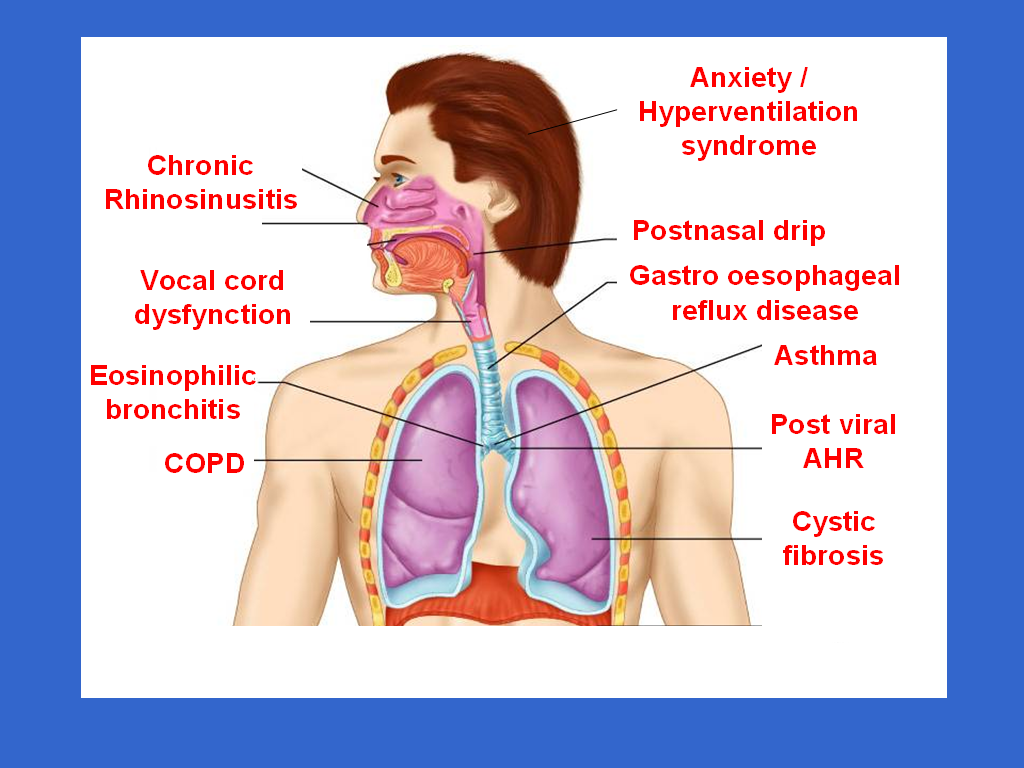 Anxiety /
Hyperventilation
syndrome
Chronic
Rhinosinusitis
Postnasal drip
Vocal cord
dysfynction
Gastro oesophageal
reflux disease
Asthma
Eosinophilic
bronchitis
Post viral
AHR
COPD
Cystic
fibrosis